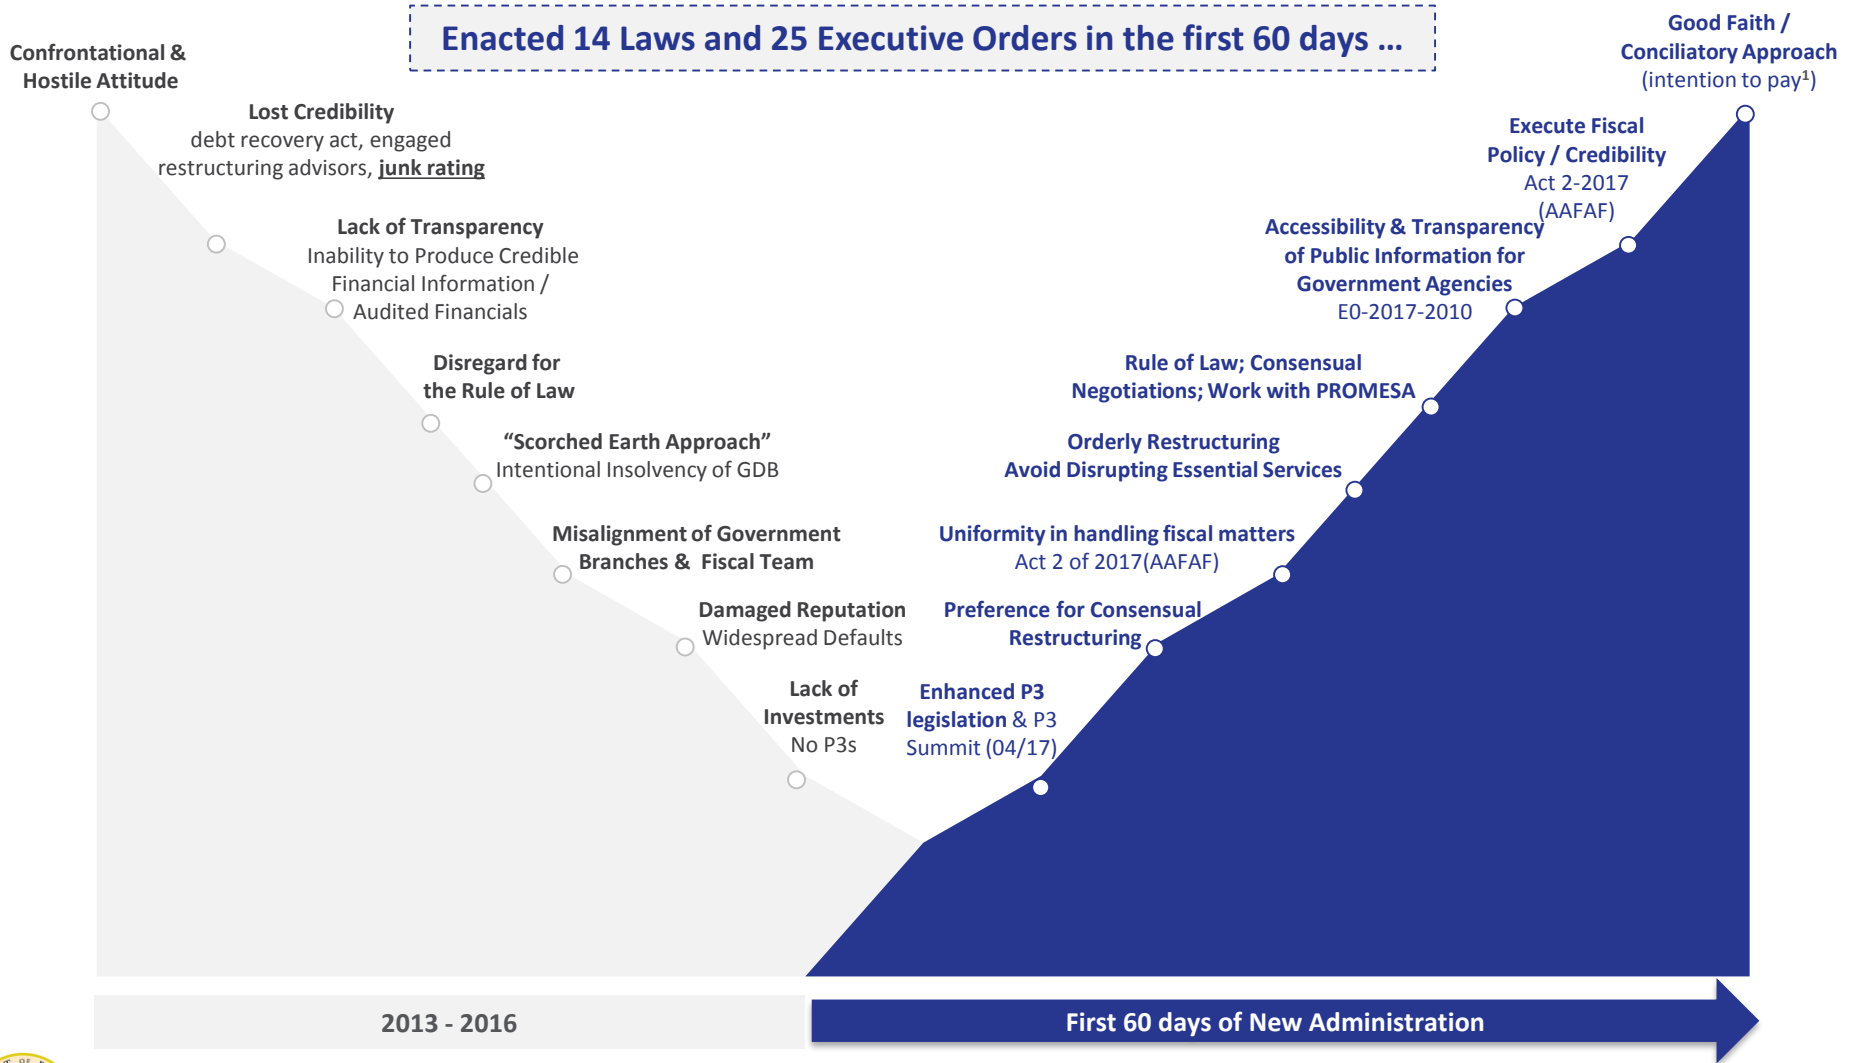 Enacted 14 Laws and 25 Executive Orders in the first 60 days ...
Confrontational &
Hostile Attitude
Lost Credibility
debt recovery act, engaged
restructuring advisors, junk rating
Lack of Transparency
Inability to Produce Credible
Financial Information /
Audited Financials
Disregard for
the Rule of Law
“Scorched Earth Approach”
Intentional Insolvency of GDB
Misalignment of Government
Branches & Fiscal Team
Damaged Reputation
Widespread Defaults
Lack of
Investments
No P3s
Good Faith /
Conciliatory Approach
(intention to pay¹)
Execute Fiscal
Policy / Credibility
Act 2-2017
(AAFAF)
Accessibility & Transparency
of Public Information for
Government Agencies
E0-2017-2010
Rule of Law; Consensual
Negotiations; Work with PROMESA
Orderly Restructuring
Avoid Disrupting Essential Services
Uniformity in handling fiscal matters
Act 2 of 2017(AAFAF)
Preference for Consensual
Restructuring
Enhanced P3
legislation & P3
Summit (04/17)
2013 - 2016
First 60 days of New Administration